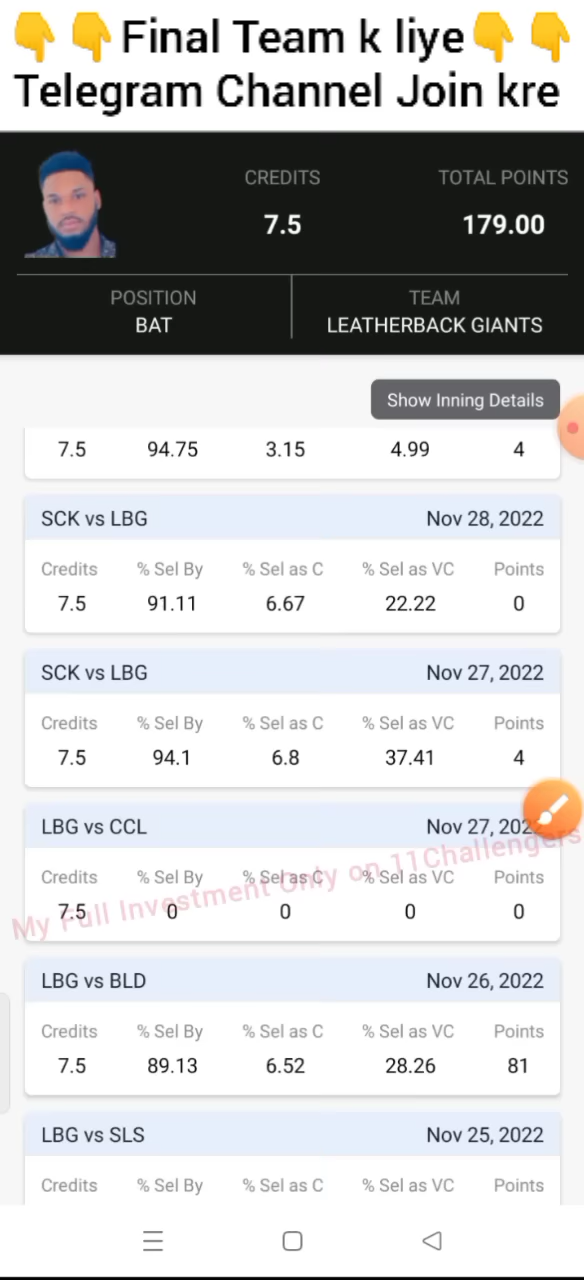 👇👇Final Team k liye👇👇
Telegram Channel Join kre
CREDITS TOTAL POINTS
7.5 179.00
POSITION TEAM
BAT LEATHERBACK GIANTS
Show Inning Details
7.5 94.75 3.15 4.99 4
SCK vs LBG Nov 28, 2022
Credits % Sel By % Sel as C % Sel as VC Points
7.5 91.11 6.67 22.22 0
SCK vs LBG Nov 27, 2022
Credits % Sel By % Sel as C % Sel as VC Points
7.5 94.1 6.8 37.41 4
LBG vs CCL Nov 27, 2022
My Full Investment Only on 11Challengers
Credits % Sel By % Sel as C % Sel as VC Points
7.5 0 0 0 0
LBG vs BLD Nov 26, 2022
Credits % Sel By % Sel as C % Sel as VC Points
7.5 89.13 6.52 28.26 81
LBG vs SLS Nov 25, 2022
Credits % Sel By % Sel as C % Sel as VC Points